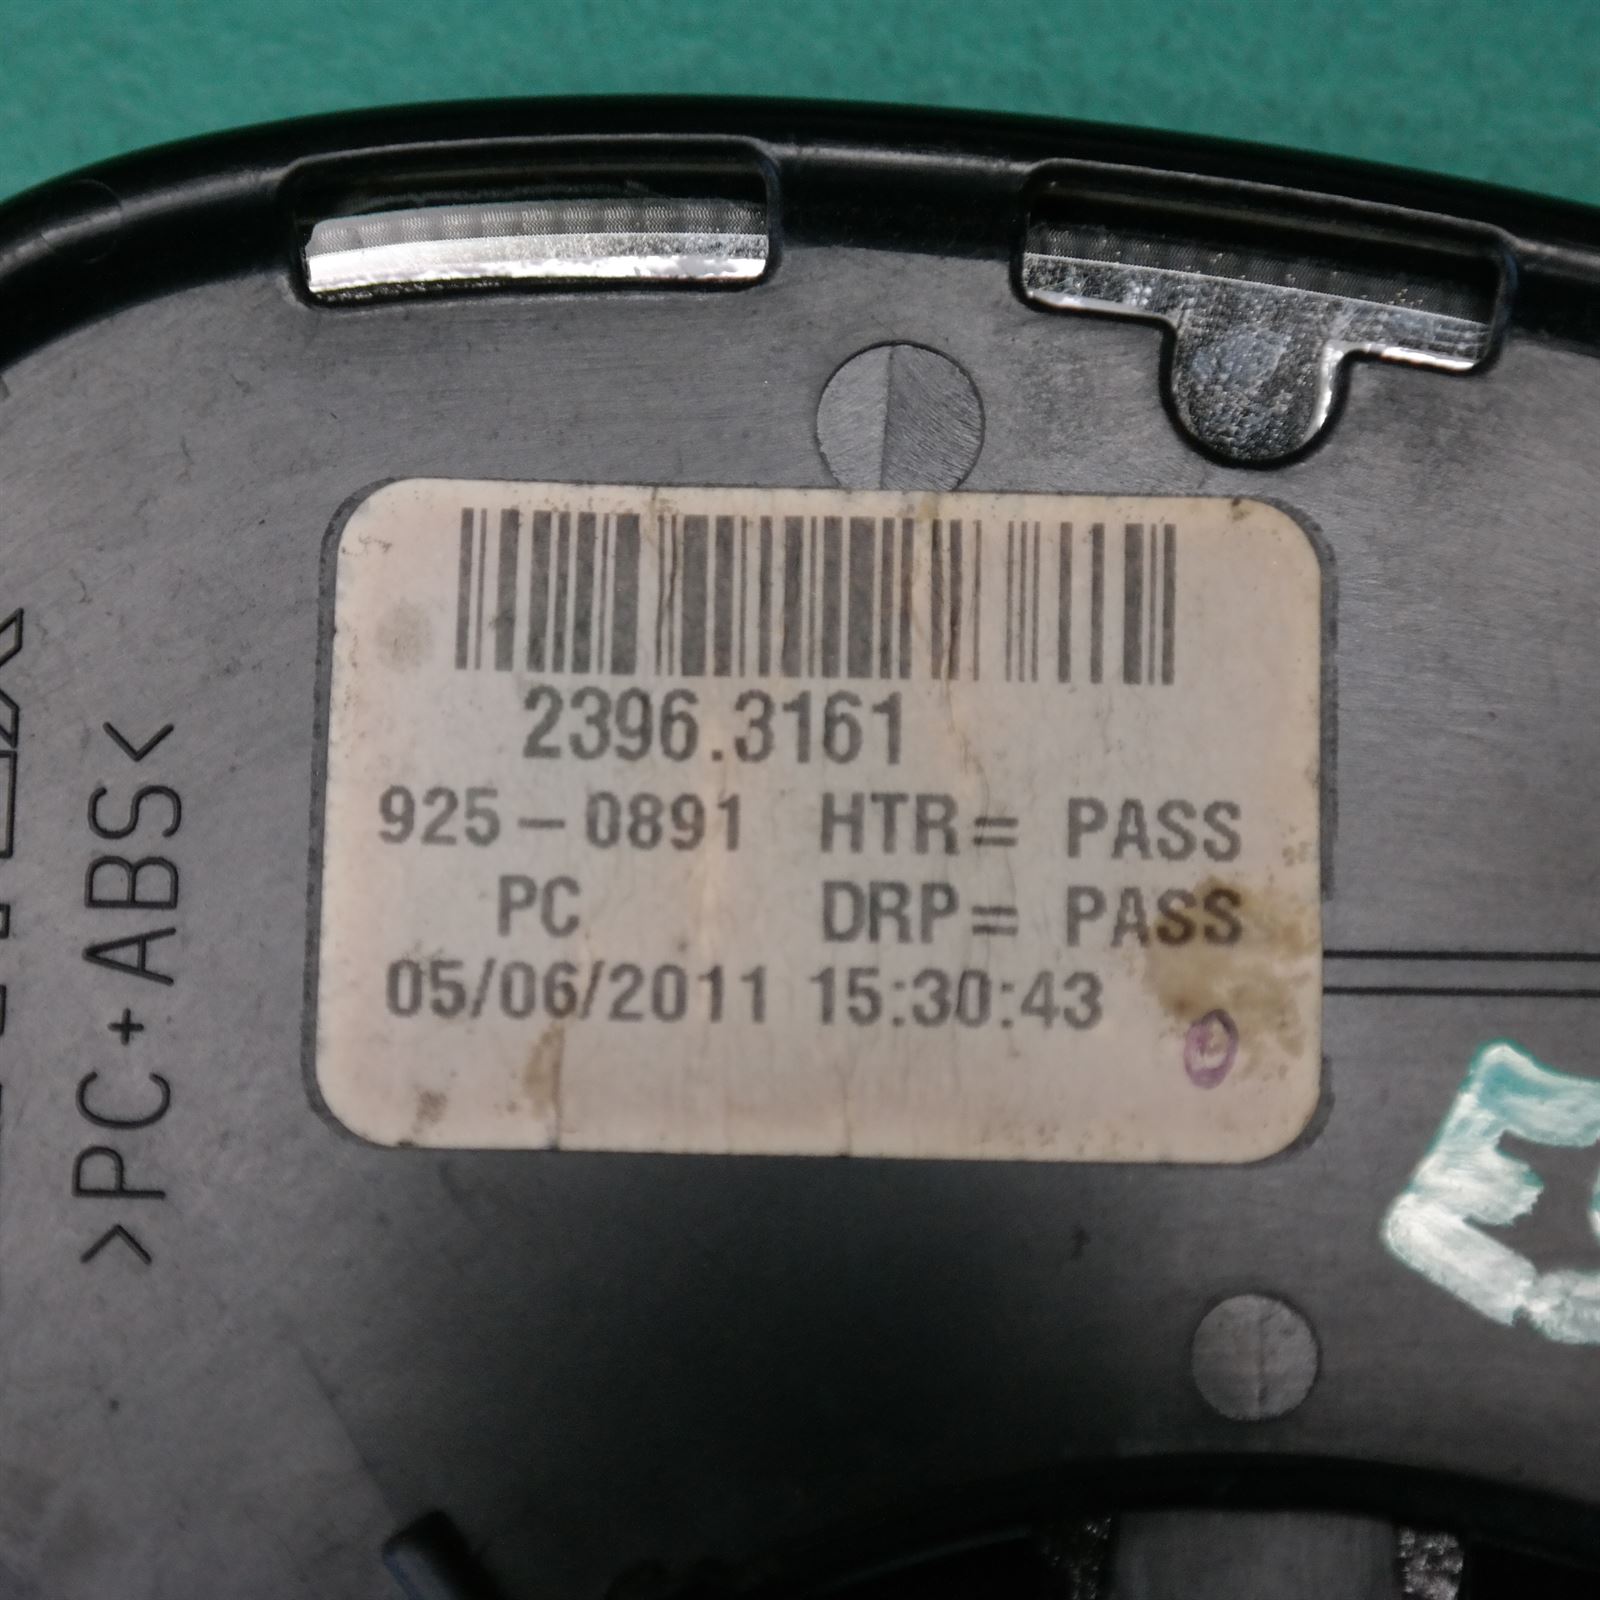 2396.3161
925-0891 HTR= PASS
PC DRP= PASS
05/06/2011 15:30:43
>PC+ABS<